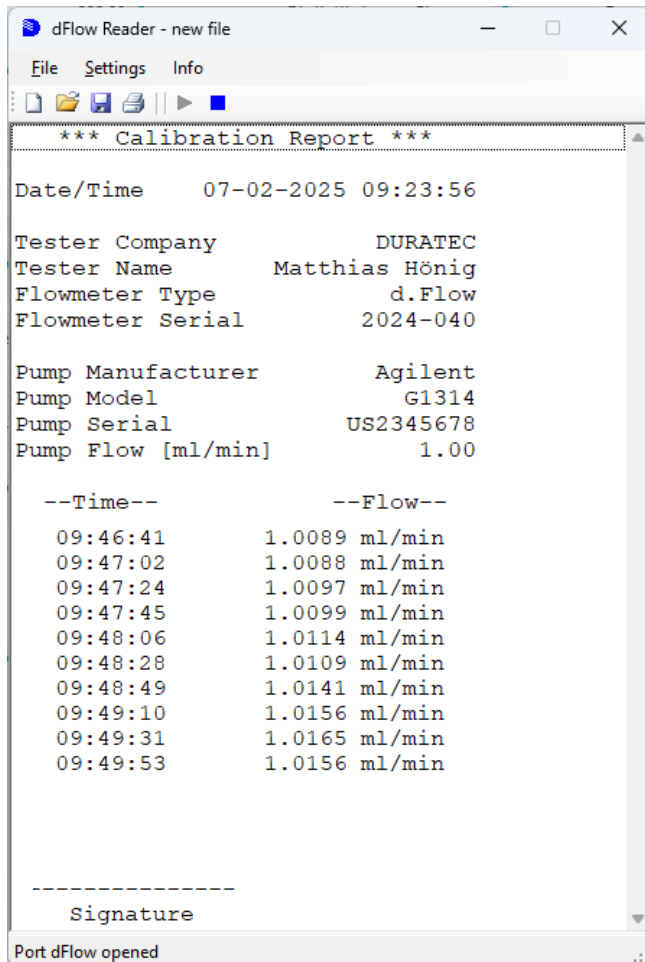 dFlow Reader - new file
File Settings Info
*** Calibration Report ***
Date/Time 07-02-2025 09:23:56
Tester Company DURATEC
Tester Name Matthias Hönig
Flowmeter Type d.Flow
Flowmeter Serial 2024-040
Pump Manufacturer Agilent
Pump Model G1314
Pump Serial US2345678
Pump Flow [ml/min] 1.00
--Time-- --Flow--
09:46:41 1.0089 ml/min
09:47:02 1.0088 ml/min
09:47:24 1.0097 ml/min
09:47:45 1.0099 ml/min
09:48:06 1.0114 ml/min
09:48:28 1.0109 ml/min
09:48:49 1.0141 ml/min
09:49:10 1.0156 ml/min
09:49:31 1.0165 ml/min
09:49:53 1.0156 ml/min
---------------
Signature
Port dFlow opened